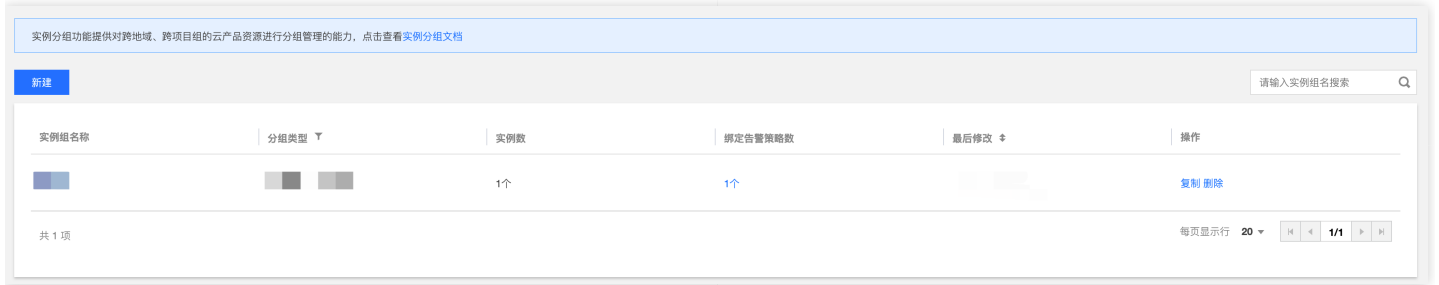 实例分组功能提供对跨地域、跨项目组的云产品资源进行分组管理的能力，点击查看实例分组文档
新建
请输入实例组名搜索
实例组名称 分组类型 实例数 绑定告警策略数 最后修改 操作
1个 1个 复制 删除
共 1 项 每页显示行 20 1/1